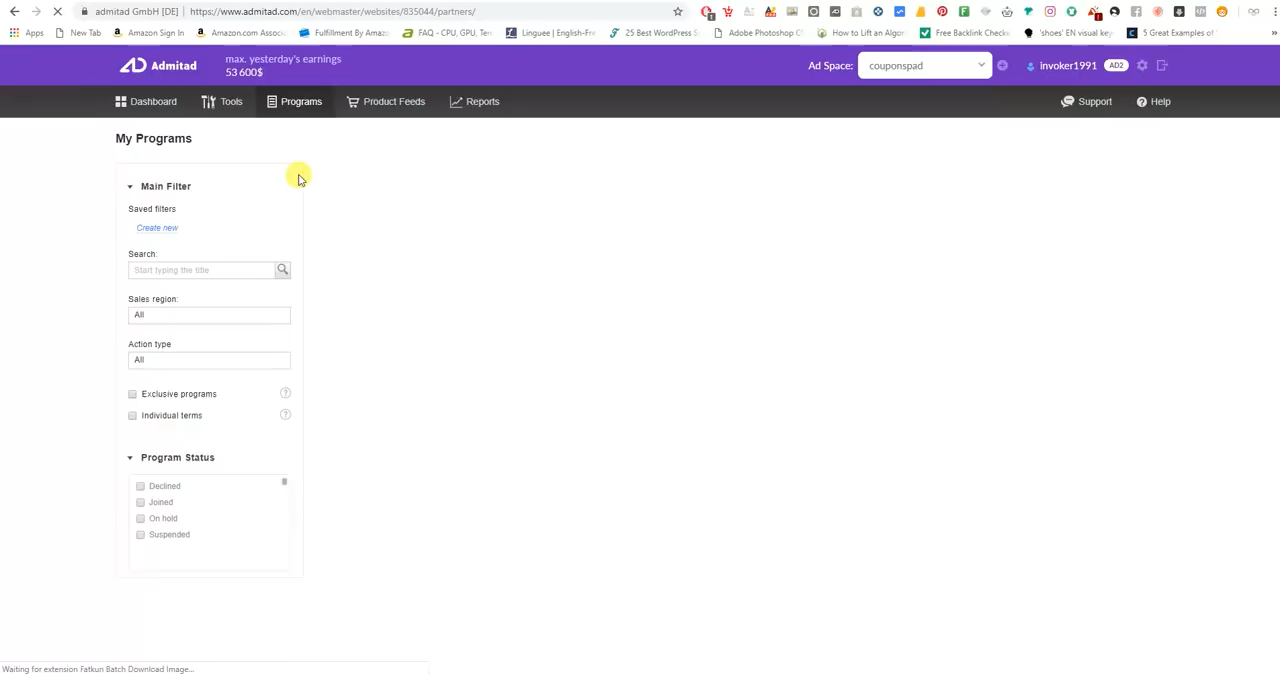 admitad GmbH [DE] | https://www.admitad.com/en/webmaster/websites/835044/partners/
Apps New Tab Amazon Sign In Amazon.com Associ Fulfillment By Amaz FAQ - CPU, GPU, Ten Linguee | English-Fre 25 Best WordPress Adobe Photoshop C How to Lift an Algor Free Backlink Check 'shoes' EN visual key 5 Great Examples of
Admitad
max. yesterday's earnings
53 600$
Ad Space: couponspad invoker1991 AD2
Dashboard Tools Programs Product Feeds Reports Support Help
My Programs
Main Filter
Saved filters
Create new
Search:
Start typing the title
Sales region:
All
Action type
All
Exclusive programs
Individual terms
Program Status
Declined
Joined
On hold
Suspended
Waiting for extension Fatkun Batch Download Image...